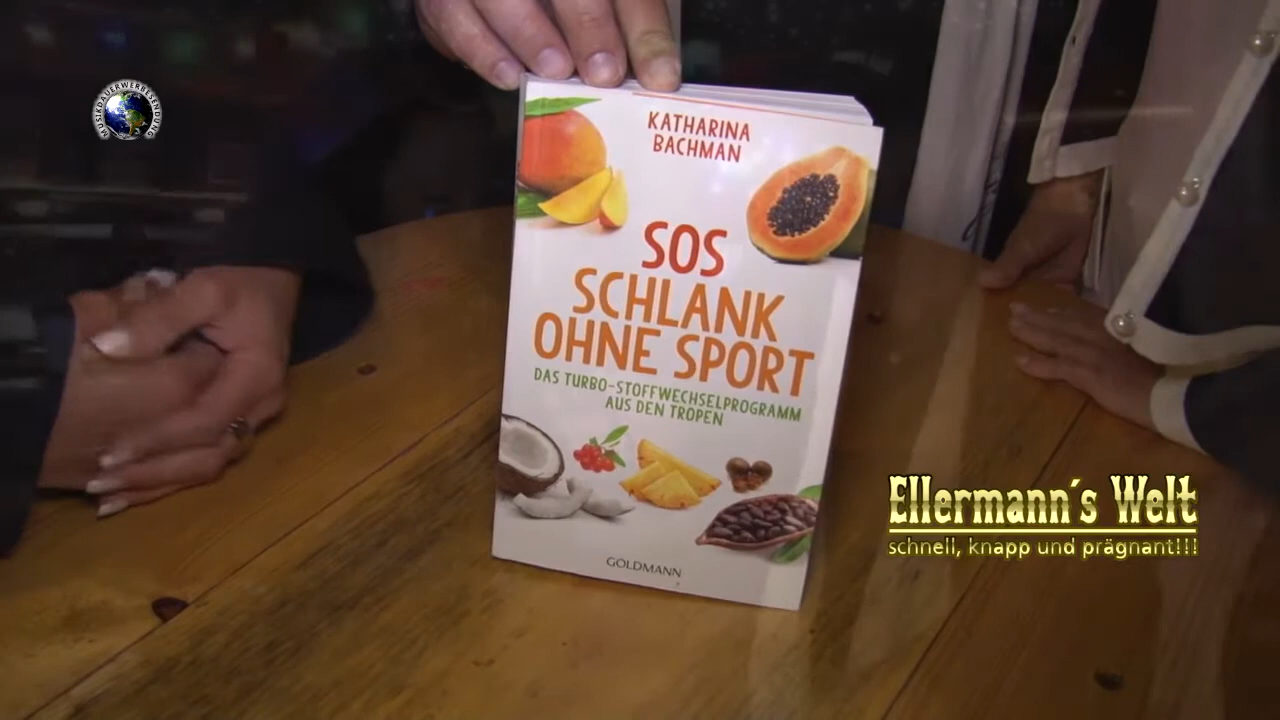 MUSIKDAUERWERBESENDUNG
KATHARINA
BACHMAN
SOS
SCHLANK
OHNE SPORT
DAS TURBO-STOFFWECHSELPROGRAMM
AUS DEN TROPEN
GOLDMANN
Ellermann´s Welt
schnell, knapp und prägnant!!!